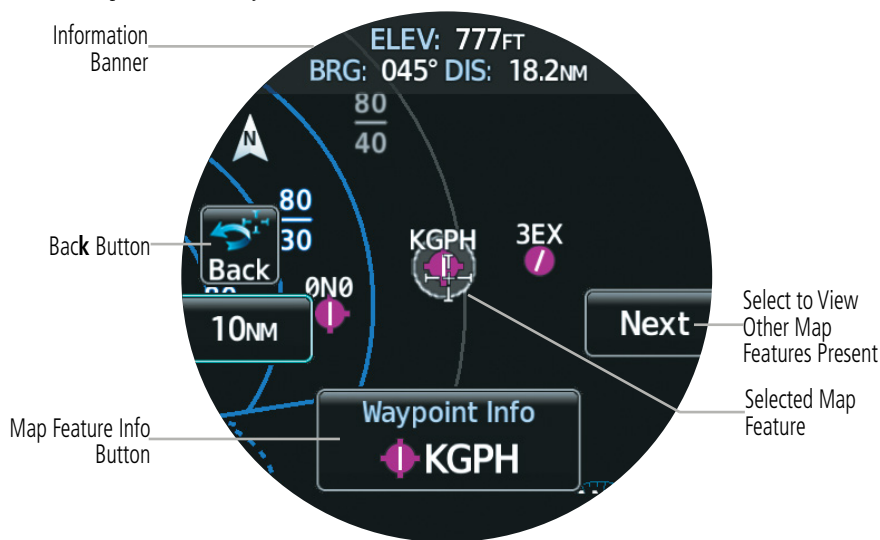 Information
Banner
ELEV: 777FT
BRG: 045° DIS: 18.2NM
80
40
N
80
30
KGPH
3EX
Back Button
Back
0N0
10NM
Next
Select to View
Other Map
Features Present
Selected Map
Feature
Map Feature Info
Button
Waypoint Info
KGPH